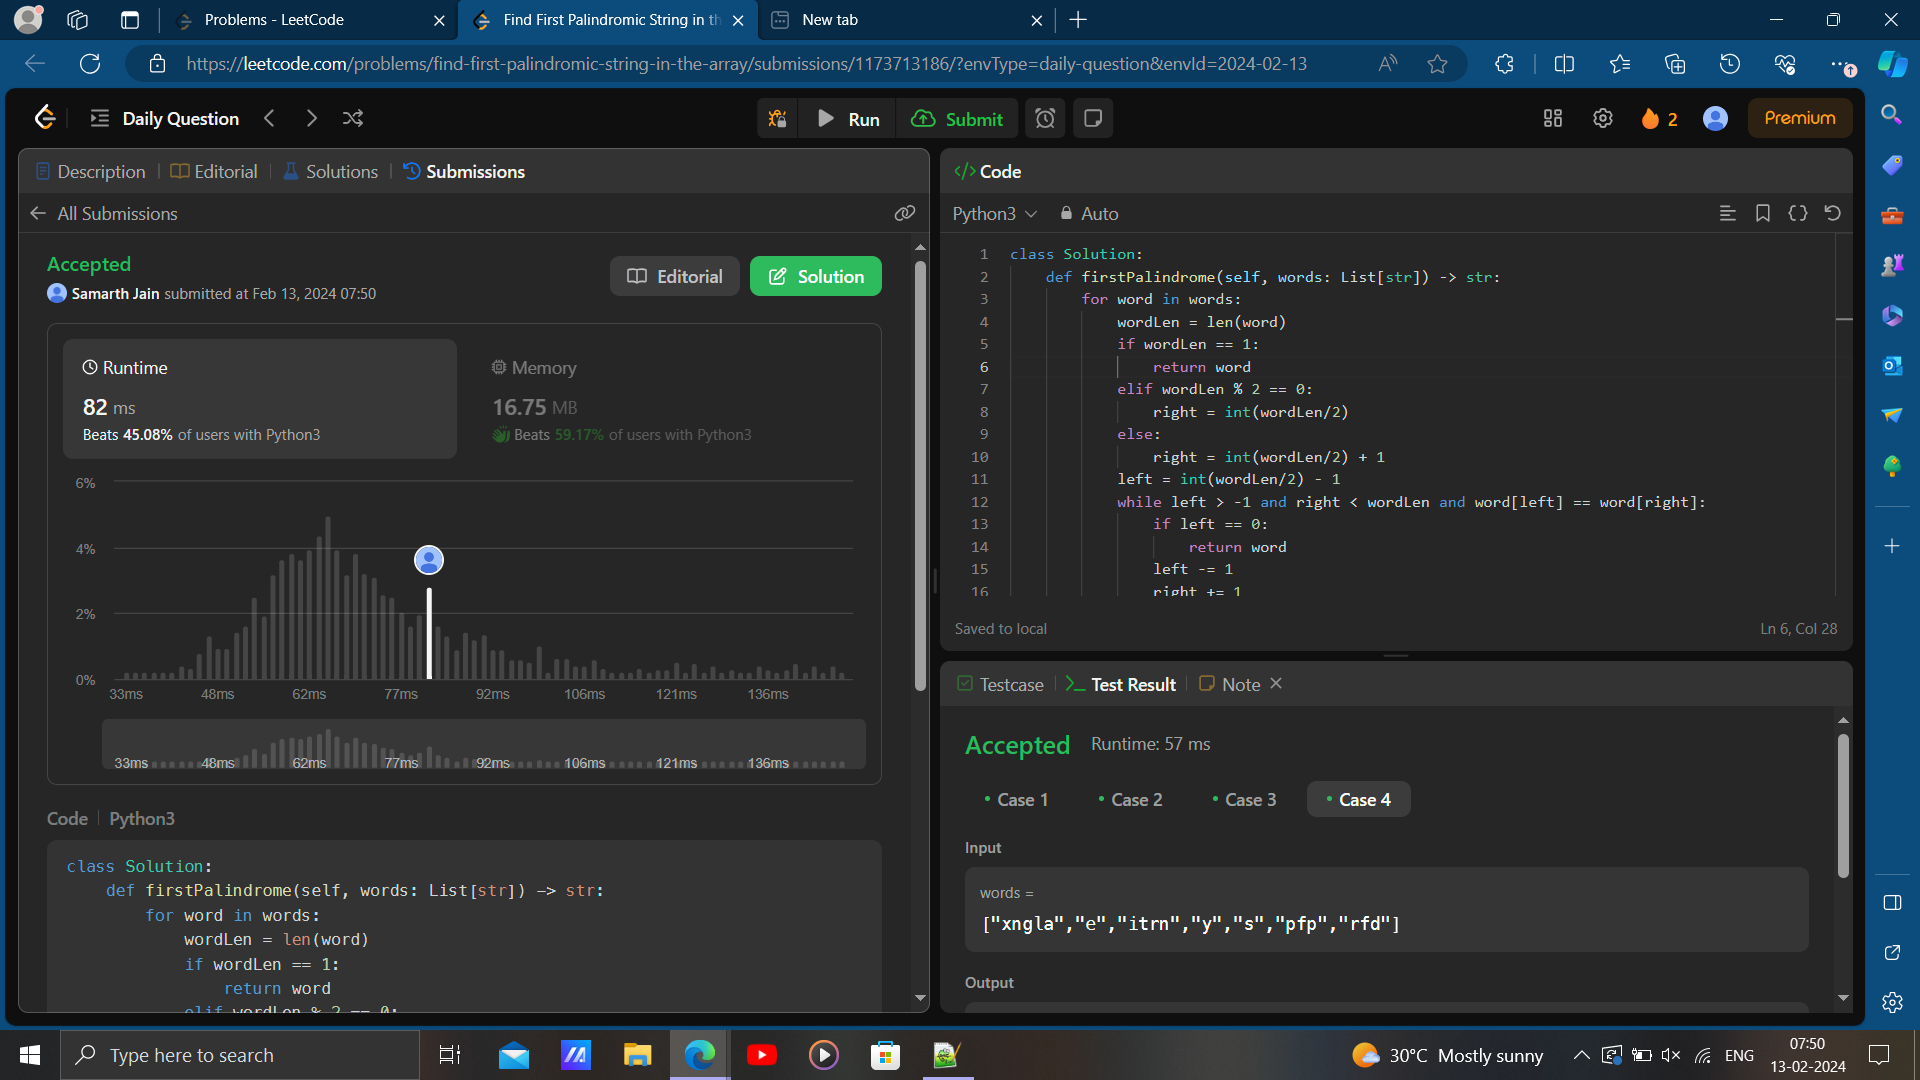 Problems - LeetCode
Find First Palindromic String in th
New tab
https://leetcode.com/problems/find-first-palindromic-string-in-the-array/submissions/1173713186/?envType=daily-question&envId=2024-02-13
Daily Question
Run
Submit
2
Premium
Description
Editorial
Solutions
Submissions
All Submissions
Accepted
Samarth Jain submitted at Feb 13, 2024 07:50
Editorial
Solution
Runtime
82 ms
Beats 45.08% of users with Python3
Memory
16.75 MB
Beats 59.17% of users with Python3
6%
4%
2%
0%
33ms 48ms 62ms 77ms 92ms 106ms 121ms 136ms
33ms 48ms 62ms 77ms 92ms 106ms 121ms 136ms
Code | Python3
class Solution:
def firstPalindrome(self, words: List[str]) -> str:
for word in words:
wordLen = len(word)
if wordLen == 1:
return word
elif wordLen % 2 == 0:
</> Code
Python3
Auto
1 class Solution:
2 def firstPalindrome(self, words: List[str]) -> str:
3 for word in words:
4 wordLen = len(word)
5 if wordLen == 1:
6 return word
7 elif wordLen % 2 == 0:
8 right = int(wordLen/2)
9 else:
10 right = int(wordLen/2) + 1
11 left = int(wordLen/2) - 1
12 while left > -1 and right < wordLen and word[left] == word[right]:
13 if left == 0:
14 return word
15 left -= 1
16 right += 1
Saved to local
Ln 6, Col 28
Testcase
Test Result
Note
Accepted
Runtime: 57 ms
Case 1
Case 2
Case 3
Case 4
Input
words =
["xngla","e","itrn","y","s","pfp","rfd"]
Output
Type here to search
30°C Mostly sunny
ENG
07:50
13-02-2024